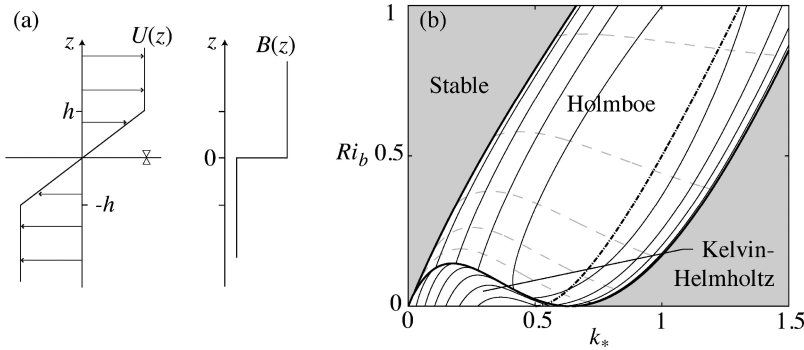 (a)
z
U(z)
h
-h
z
B(z)
0
(b)
1
Stable
Holmboe
Ri_b 0.5
Kelvin-
Helmholtz
0
0
0.5
1
1.5
k_*